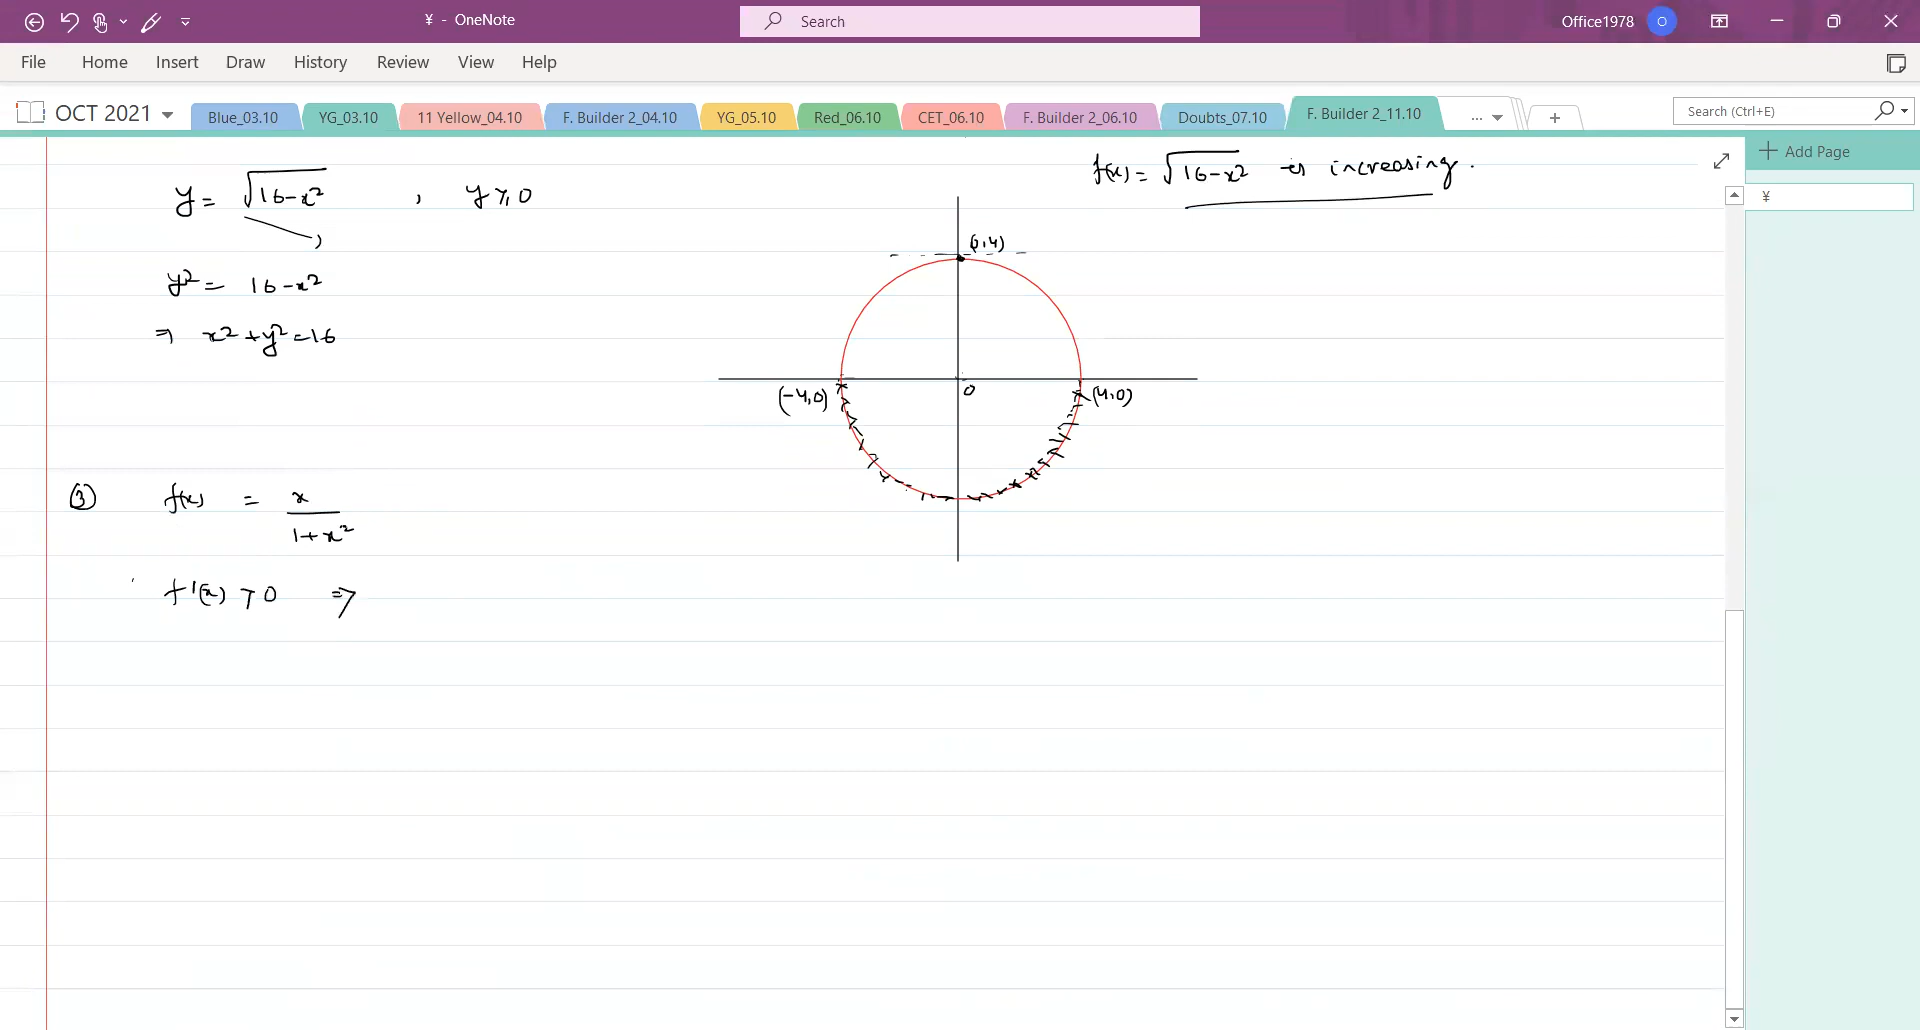 ¥ - OneNote
Search
Office1978
O
File Home Insert Draw History Review View Help
OCT 2021
Blue_03.10 YG_03.10 11 Yellow_04.10 F. Builder 2_04.10 YG_05.10 Red_06.10 CET_06.10 F. Builder 2_06.10 Doubts_07.10 F. Builder 2_11.10 ... +
Search (Ctrl+E)
+ Add Page
¥
f(x) = √16-x² is increasing.
y = √16-x² , y ≥ 0
y² = 16-x²
⇒ x²+y²=16
(0,4)
(-4,0)
0
(4,0)
③ f(x) = x
1+x²
f'(x) > 0 ⇒